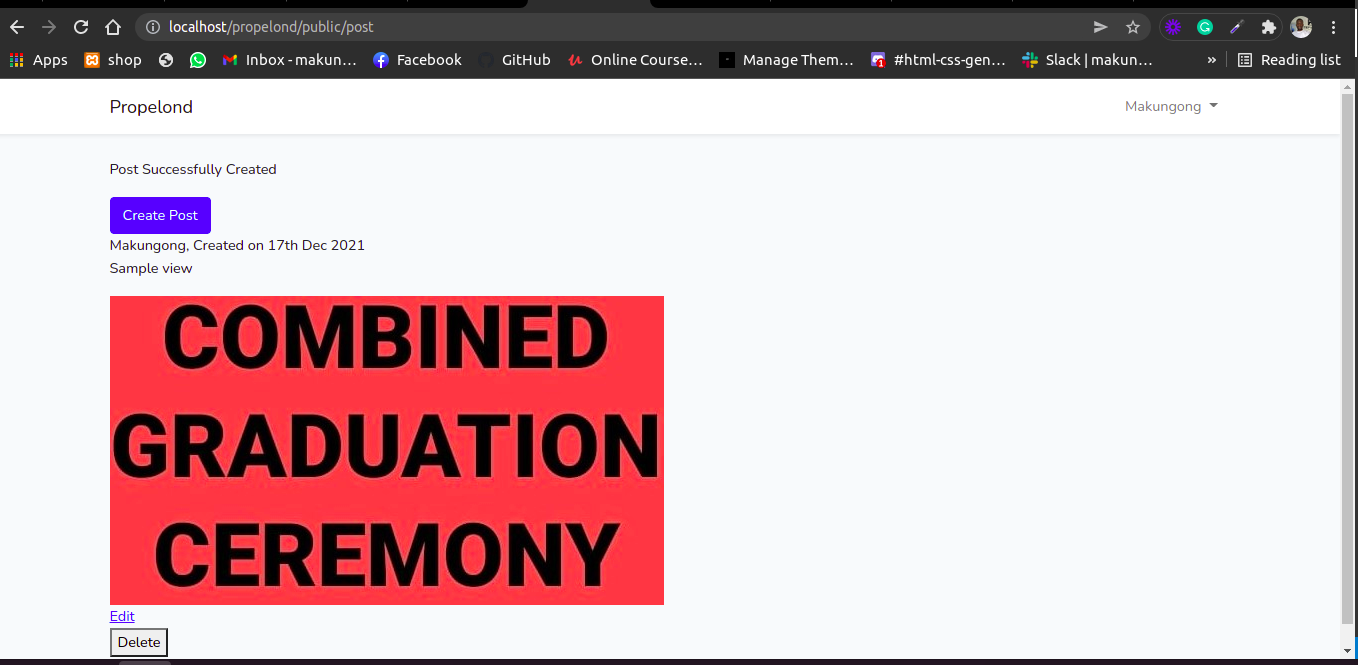 localhost/propelond/public/post
Apps shop Inbox - makun... Facebook GitHub Online Course... Manage Them... #html-css-gen... Slack | makun... » Reading list
Propelond Makungong
Post Successfully Created
Create Post
Makungong, Created on 17th Dec 2021
Sample view
COMBINED
GRADUATION
CEREMONY
Edit
Delete